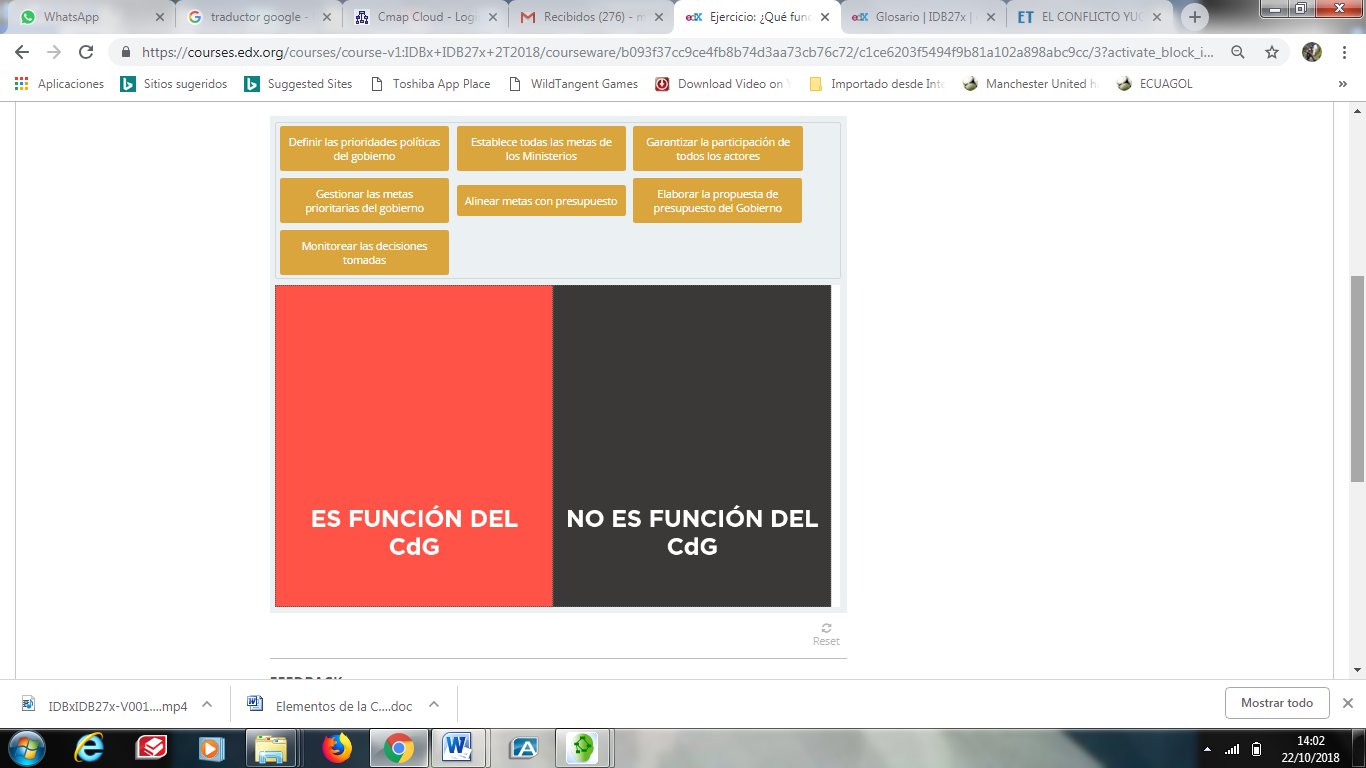 WhatsApp
traductor google -
Cmap Cloud - Logi
Recibidos (276) - m
Ejercicio: ¿Qué fun
Glosario | IDB27x |
EL CONFLICTO YUG
https://courses.edx.org/courses/course-v1:IDBx+IDB27x+2T2018/courseware/b093f37cc9ce4fb8b74d3aa73cb76c72/c1ce6203f5494f9b81a102a898abc9cc/3?activate_block_i...
Aplicaciones
Sitios sugeridos
Suggested Sites
Toshiba App Place
WildTangent Games
Download Video on
Importado desde Inte
Manchester United h
ECUAGOL
»
Definir las prioridades políticas
del gobierno
Establece todas las metas de
los Ministerios
Garantizar la participación de
todos los actores
Gestionar las metas
prioritarias del gobierno
Alinear metas con presupuesto
Elaborar la propuesta de
presupuesto del Gobierno
Monitorear las decisiones
tomadas
ES FUNCIÓN DEL
CdG
NO ES FUNCIÓN DEL
CdG
Reset
FEEDBACK
IDBxIDB27x-V001....mp4
Elementos de la C....doc
Mostrar todo
14:02
22/10/2018